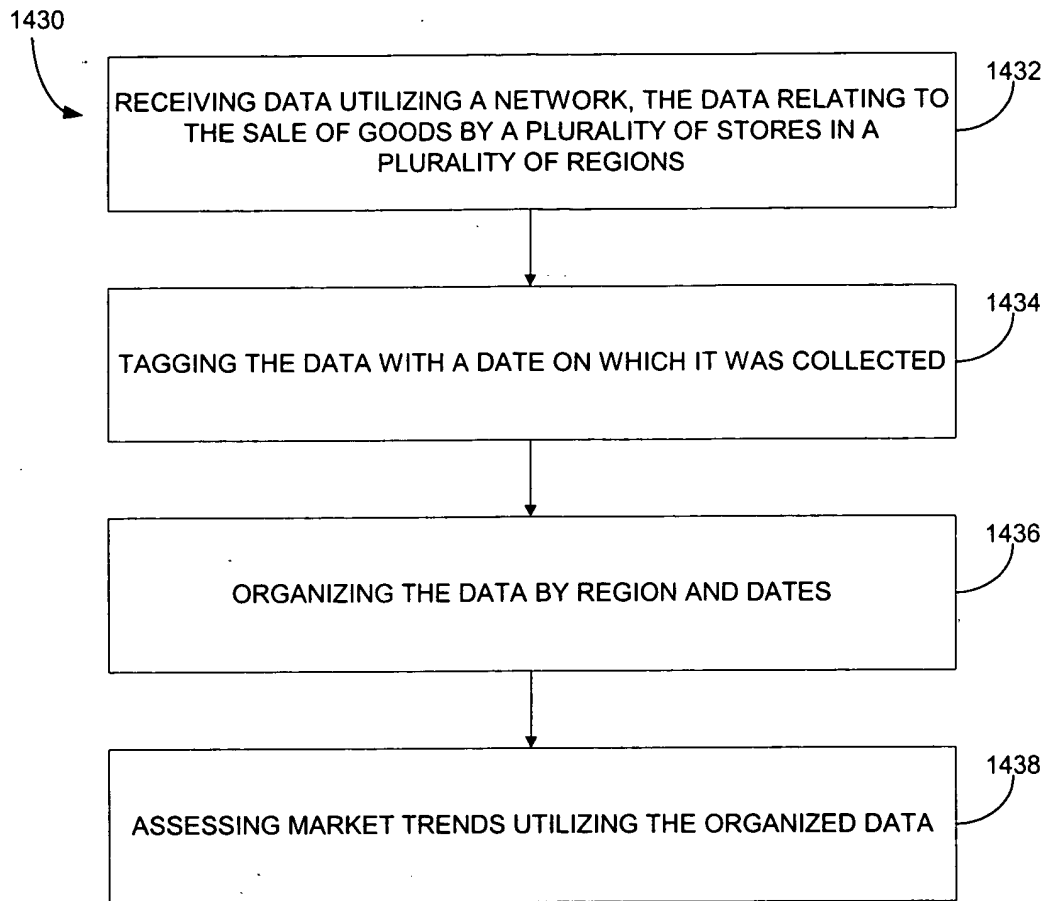 1430
1432
RECEIVING DATA UTILIZING A NETWORK, THE DATA RELATING TO
THE SALE OF GOODS BY A PLURALITY OF STORES IN A
PLURALITY OF REGIONS
1434
TAGGING THE DATA WITH A DATE ON WHICH IT WAS COLLECTED
1436
ORGANIZING THE DATA BY REGION AND DATES
1438
ASSESSING MARKET TRENDS UTILIZING THE ORGANIZED DATA